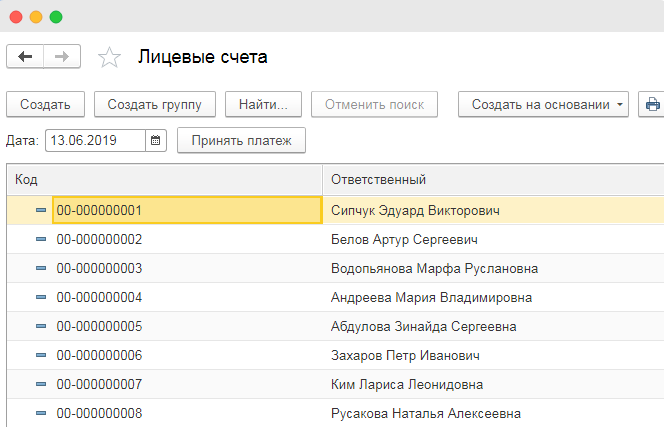 Лицевые счета
Создать Создать группу Найти... Отменить поиск Создать на основании
Дата: 13.06.2019 Принять платеж
Код Ответственный
00-000000001 Сипчук Эдуард Викторович
00-000000002 Белов Артур Сергеевич
00-000000003 Водопьянова Марфа Руслановна
00-000000004 Андреева Мария Владимировна
00-000000005 Абдулова Зинайда Сергеевна
00-000000006 Захаров Петр Иванович
00-000000007 Ким Лариса Леонидовна
00-000000008 Русакова Наталья Алексеевна